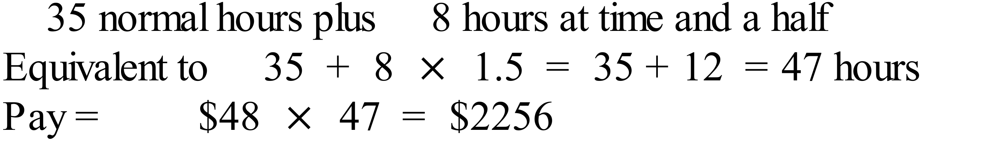 35 normal hours plus 8 hours at time and a half
Equivalent to 35 + 8 × 1.5 = 35 + 12 = 47 hours
Pay = $48 × 47 = $2256